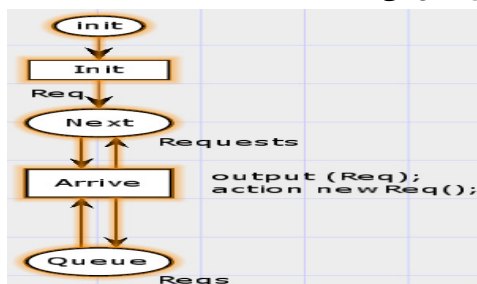 init
Init
Req
Next
Requests
Arrive
output (Req);
action newReq();
Queue
Reqs